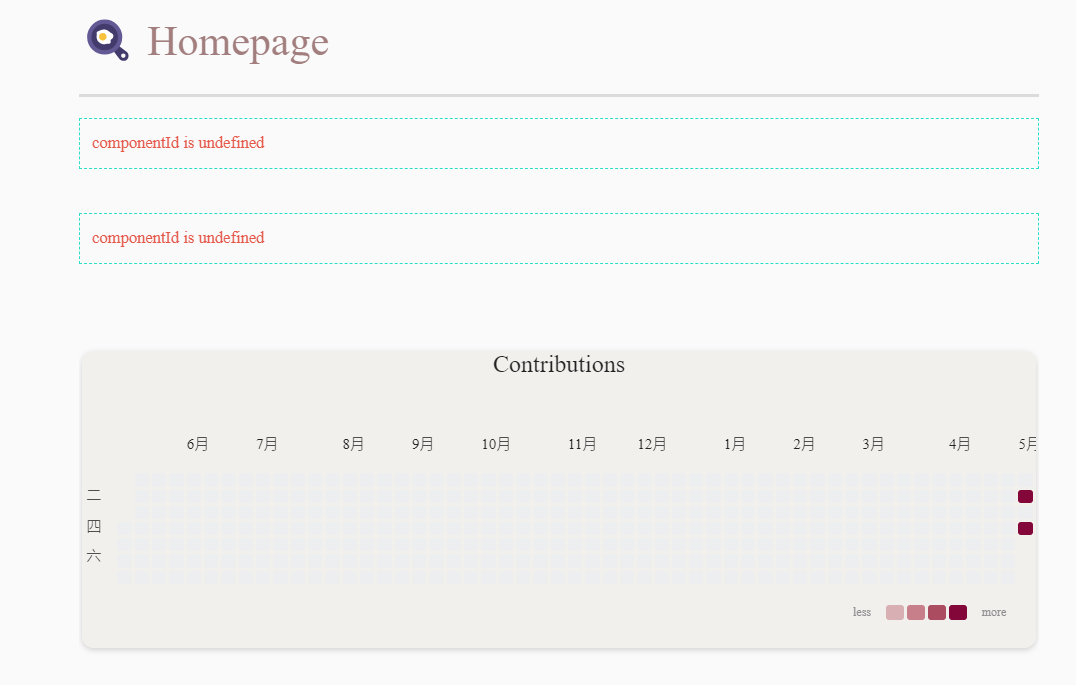 Homepage
componentId is undefined
componentId is undefined
Contributions
6月 7月 8月 9月 10月 11月 12月 1月 2月 3月 4月 5月
二
四
六
less more